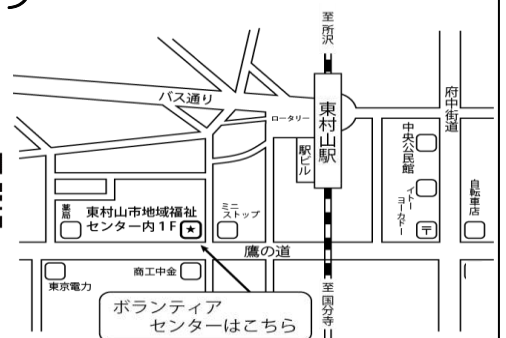 至所沢
バス通り
ロータリー
東村山駅
駅ビル
府中街道
中央公民館
イトーヨーカドー
〒
自転車店
薬局
東村山市地域福祉
センター内1F
★
ミニ
ストップ
鷹の道
東京電力
商工中金
至国分寺
ボランティア
センターはこちら